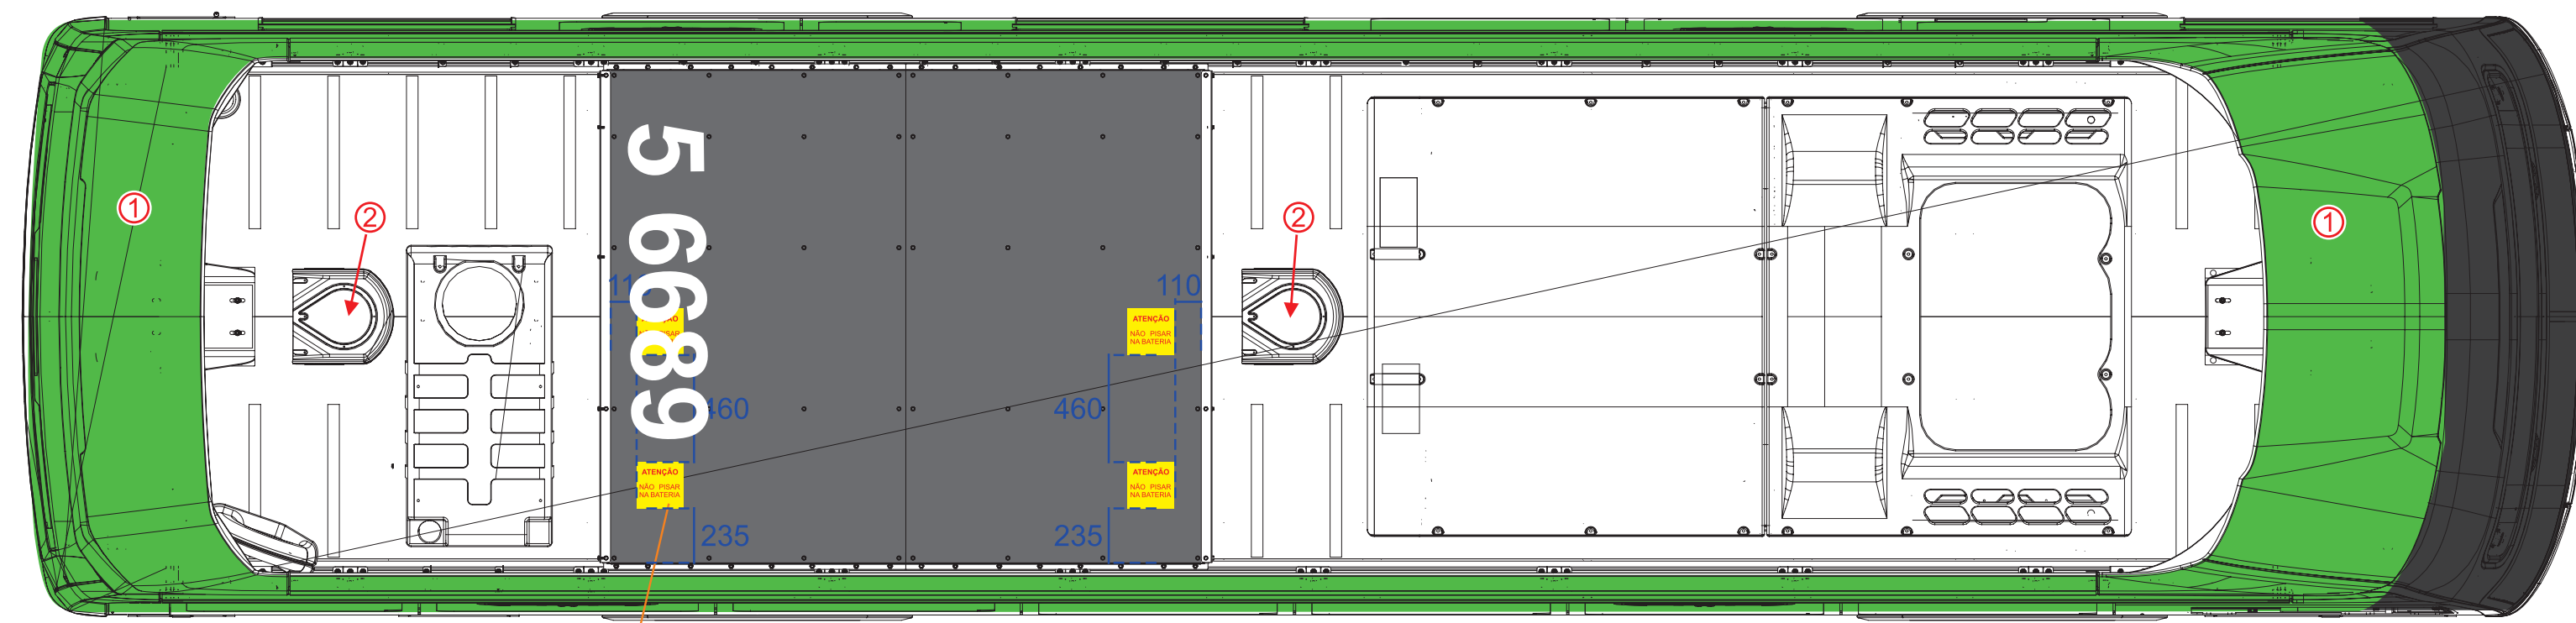 ①
②
②
①
5 6689
110
110
ATENÇÃO
NÃO PISAR
NA BATERIA
460
460
ATENÇÃO
NÃO PISAR
NA BATERIA
ATENÇÃO
NÃO PISAR
NA BATERIA
235
235